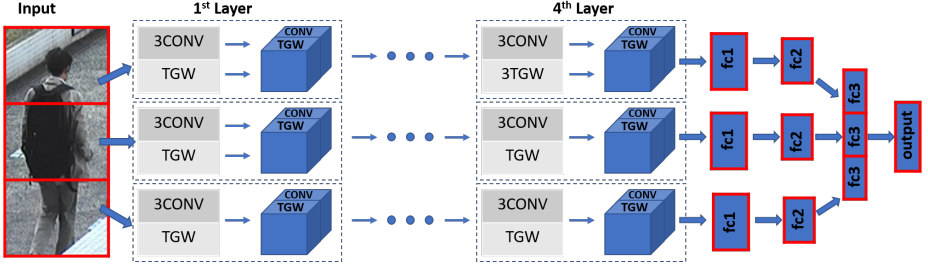 Input
1st Layer
4th Layer
3CONV
TGW
CONV
TGW
3CONV
3TGW
CONV
TGW
fc1
fc2
3CONV
TGW
CONV
TGW
3CONV
TGW
CONV
TGW
fc1
fc2
3CONV
TGW
CONV
TGW
3CONV
TGW
CONV
TGW
fc1
fc2
fc3
fc3
fc3
output